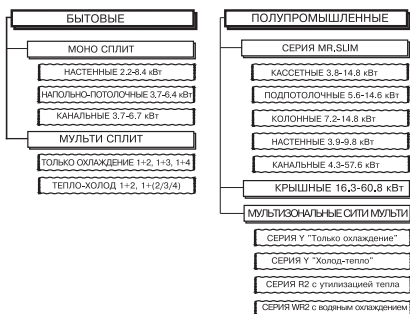 БЫТОВЫЕ
МОНО СПЛИТ
НАСТЕННЫЕ 2.2-8.4 кВт
НАПОЛЬНО-ПОТОЛОЧНЫЕ 3.7-6.4 кВт
КАНАЛЬНЫЕ 3.7-6.7 кВт
МУЛЬТИ СПЛИТ
ТОЛЬКО ОХЛАЖДЕНИЕ 1+2, 1+3, 1+4
ТЕПЛО-ХОЛОД 1+2, 1+(2/3/4)
ПОЛУПРОМЫШЛЕННЫЕ
СЕРИЯ MR.SLIM
КАССЕТНЫЕ 3.8-14.8 кВт
ПОДПОТОЛОЧНЫЕ 5.6-14.6 кВт
КОЛОННЫЕ 7.2-14.8 кВт
НАСТЕННЫЕ 3.9-9.8 кВт
КАНАЛЬНЫЕ 4.3-57.6 кВт
КРЫШНЫЕ 16.3-60.8 кВт
МУЛЬТИЗОНАЛЬНЫЕ СИТИ МУЛЬТИ
СЕРИЯ Y "Только охлаждение"
СЕРИЯ Y "Холод-тепло"
СЕРИЯ R2 с утилизацией тепла
СЕРИЯ WR2 с водяным охлаждением